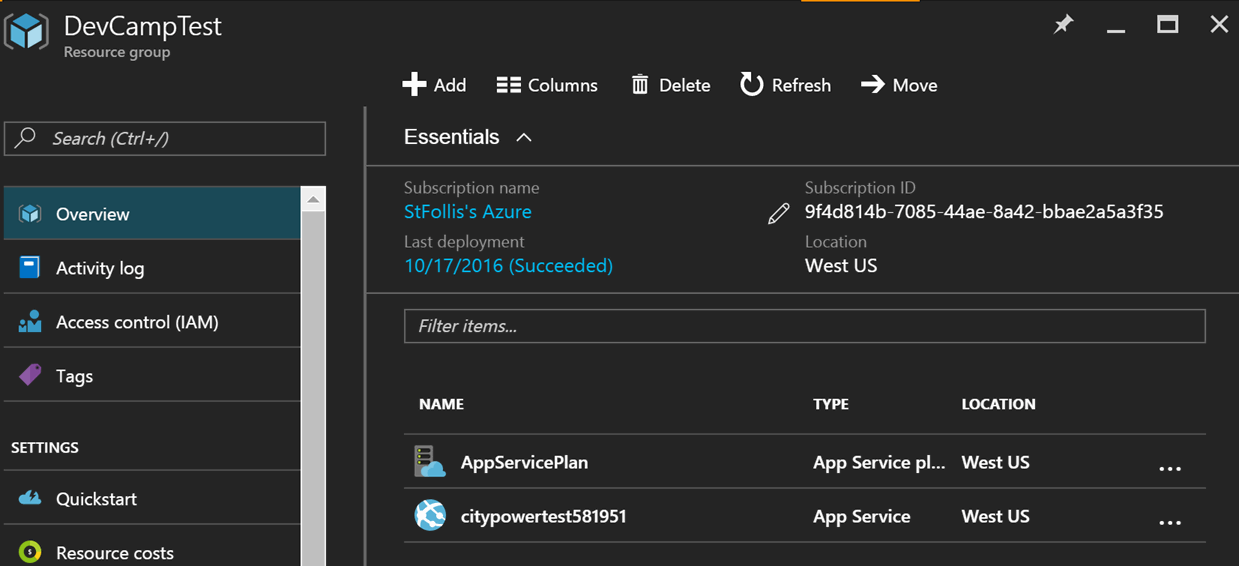 DevCampTest
Resource group
Add Columns Delete Refresh Move
Search (Ctrl+/)
Essentials
Subscription name Subscription ID
StFollis's Azure 9f4d814b-7085-44ae-8a42-bbae2a5a3f35
Last deployment Location
10/17/2016 (Succeeded) West US
Overview
Activity log
Access control (IAM)
Tags
SETTINGS
Quickstart
Resource costs
Filter items...
NAME TYPE LOCATION
AppServicePlan App Service pl... West US ...
citypowertest581951 App Service West US ...